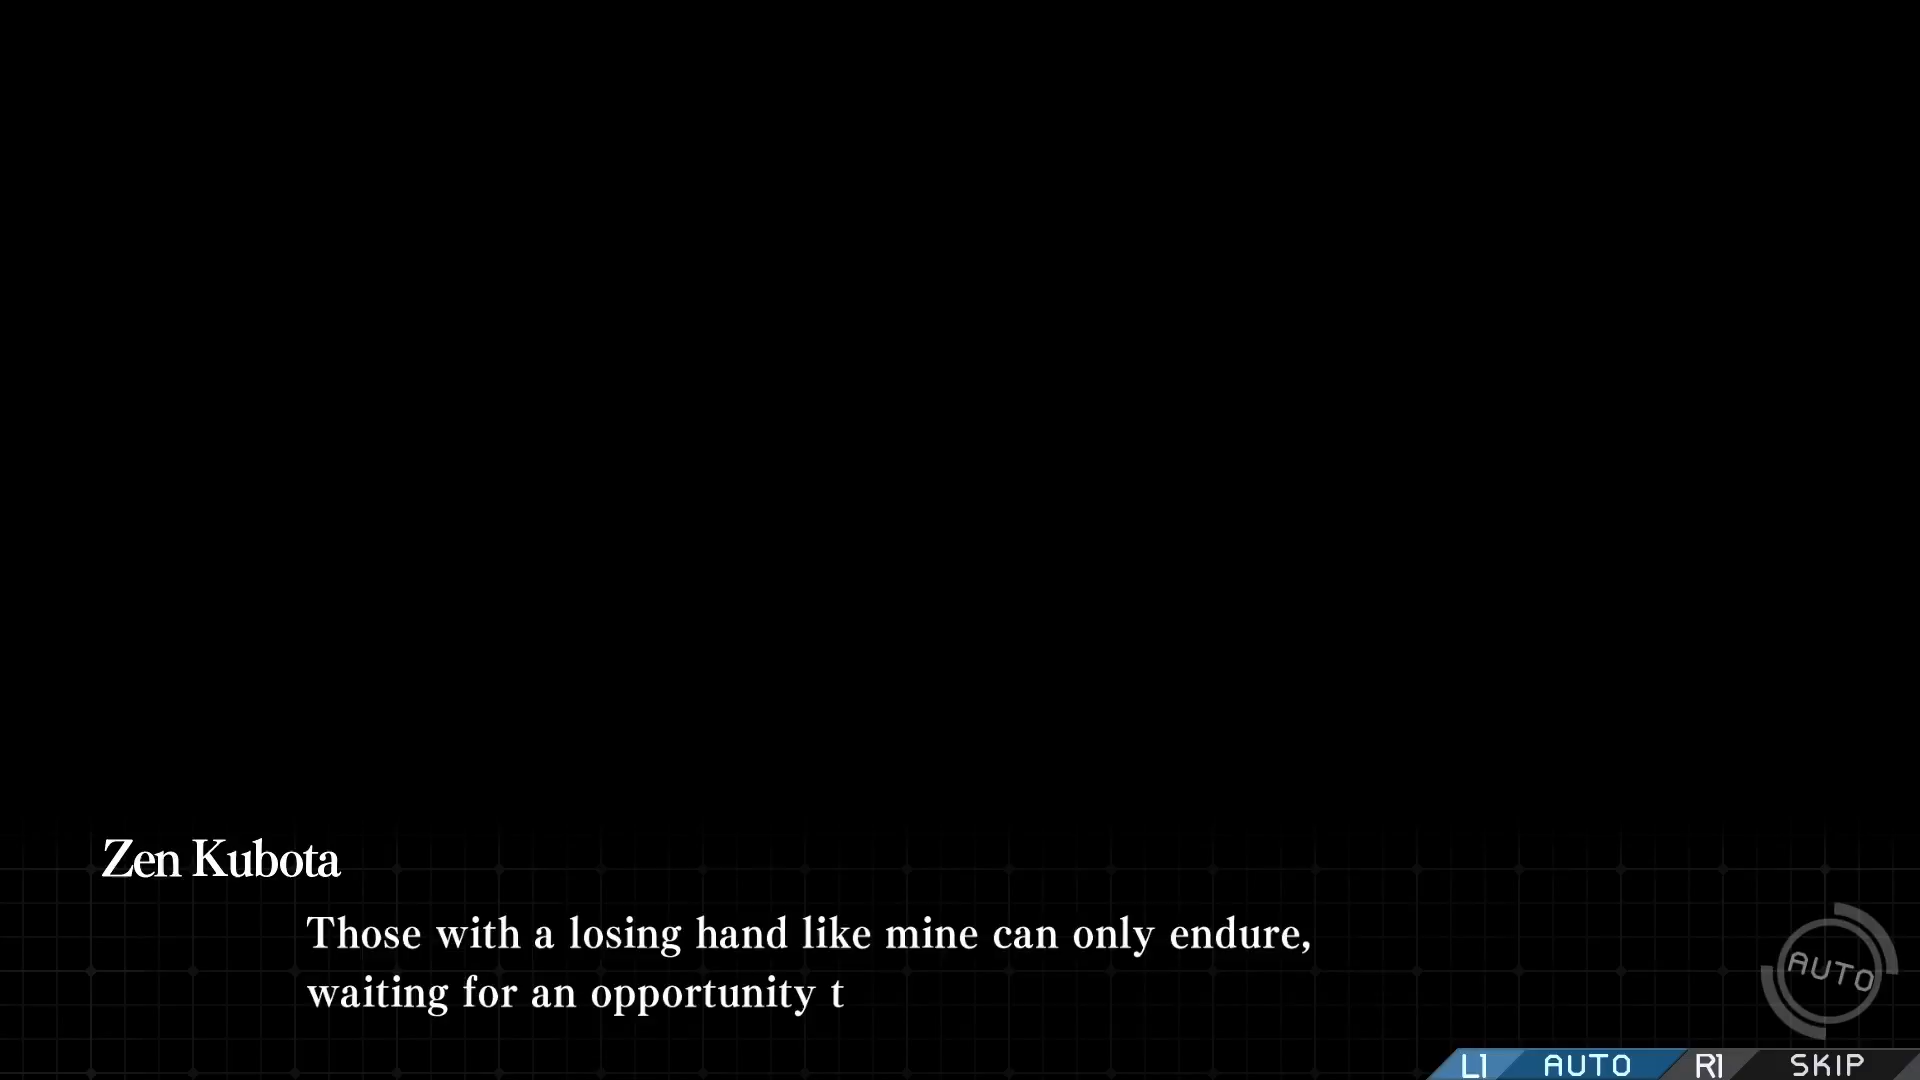 Zen Kubota
Those with a losing hand like mine can only endure,
waiting for an opportunity t
AUTO
L1 AUTO R1 SKIP